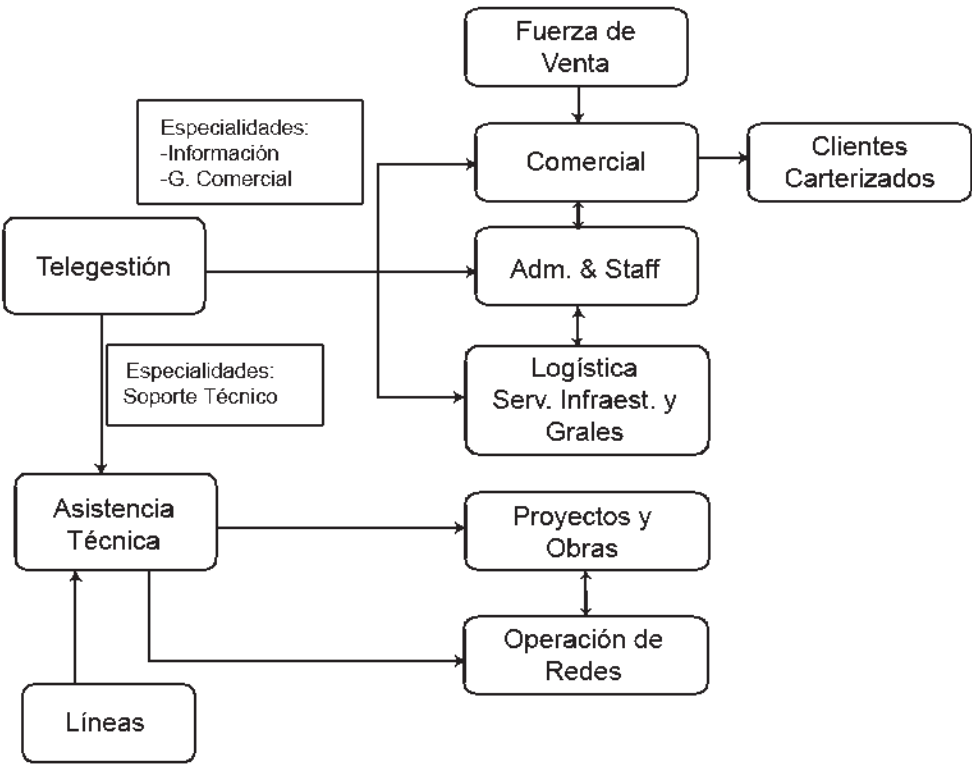 Fuerza de
Venta
Especialidades:
-Información
-G. Comercial
Comercial
Clientes
Carterizados
Telegestión
Adm. & Staff
Especialidades:
Soporte Técnico
Logística
Serv. Infraest. y
Grales
Asistencia
Técnica
Proyectos y
Obras
Operación de
Redes
Líneas